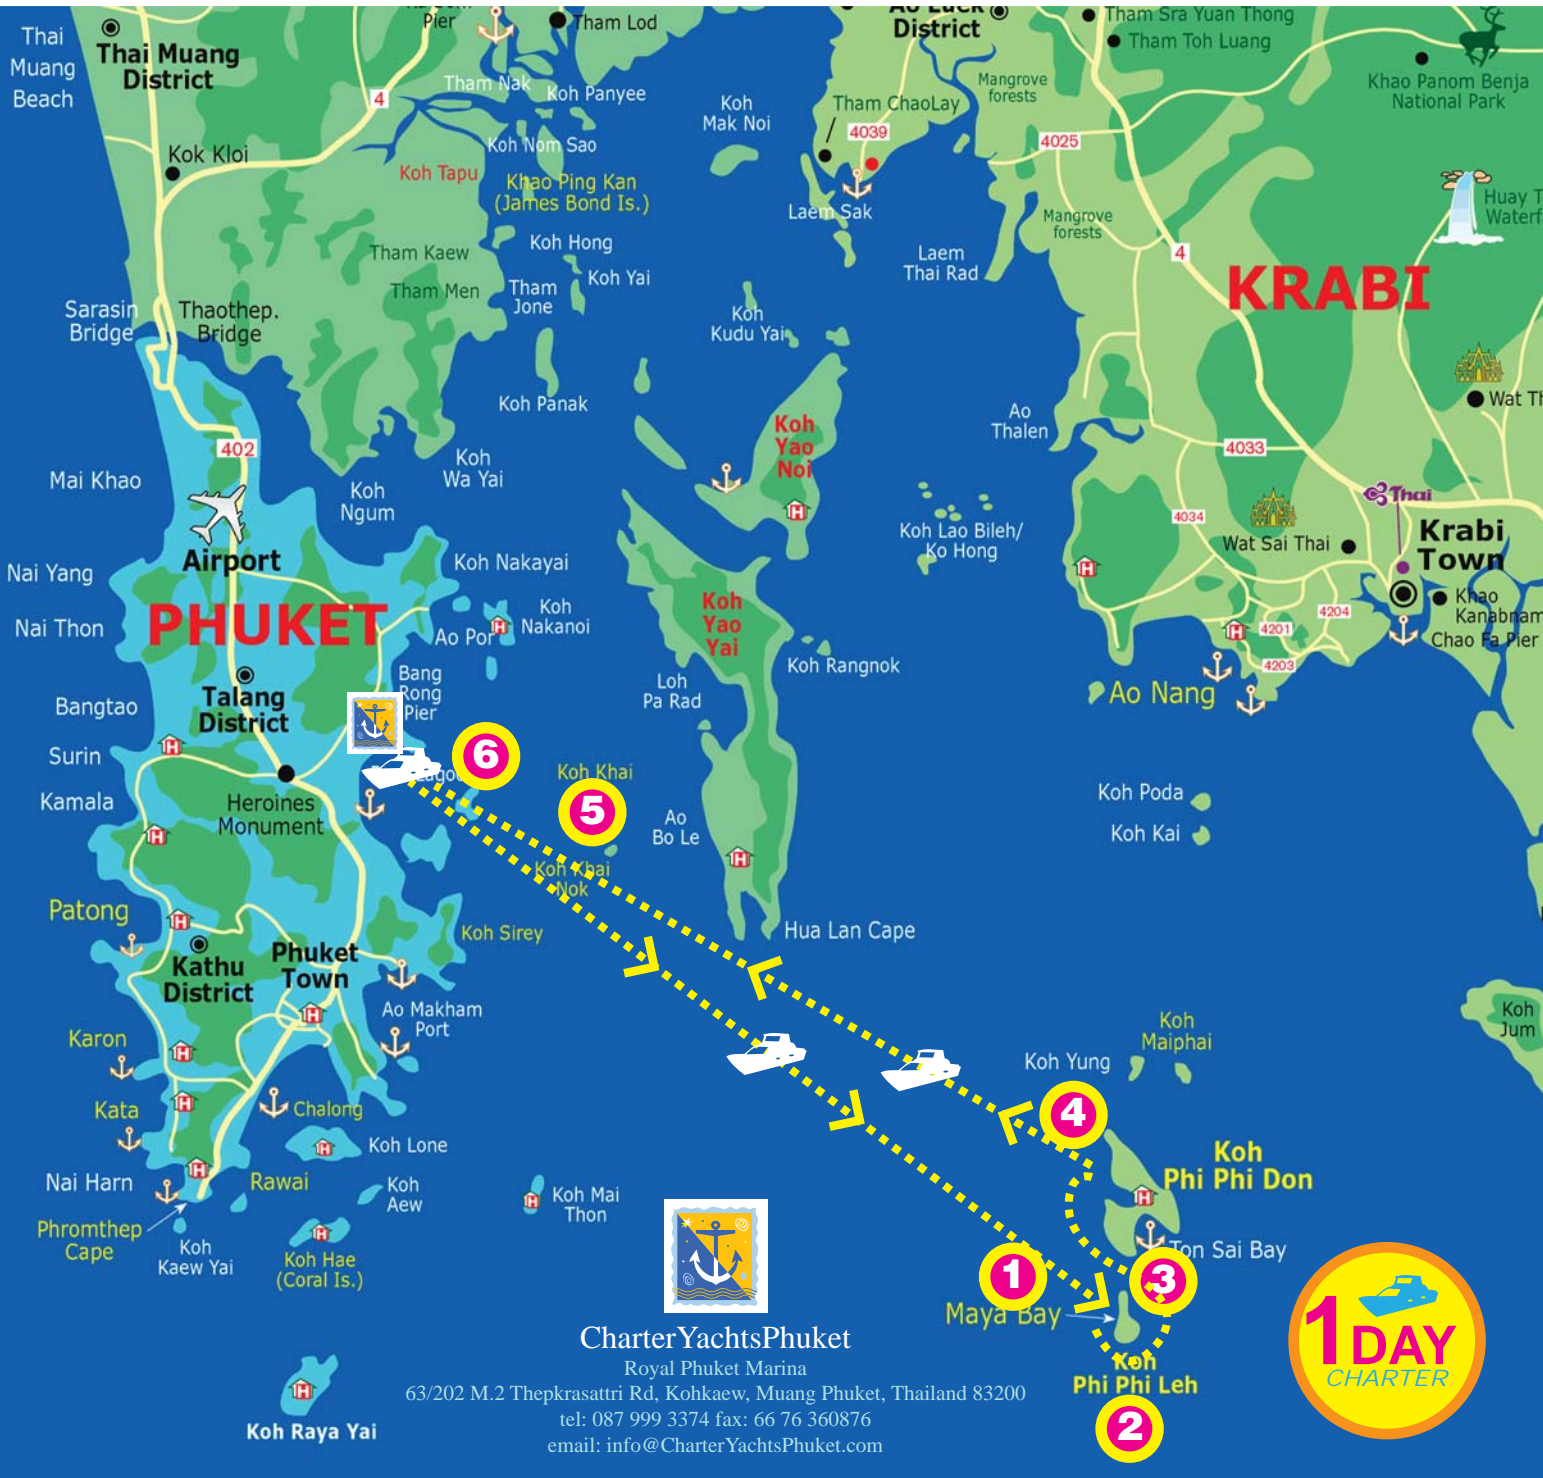 Thai
Muang
Beach
Thai Muang
District
Pier
Tham Lod
Ao Luek
District
Tham Sra Yuan Thong
Tham Toh Luang
Khao Panom Benja
National Park
4
Tham Nak
Koh Panyee
Koh
Mak Noi
Tham ChaoLay
Mangrove
forests
4039
4025
Kok Kloi
Koh Nom Sao
Koh Tapu
Khao Ping Kan
(James Bond Is.)
Laem Sak
Mangrove
forests
Huay T
Waterf
Tham Kaew
Koh Hong
Laem
Thai Rad
4
Tham Men
Tham
Jone
Koh Yai
KRABI
Sarasin
Bridge
Thaothep.
Bridge
Koh
Kudu Yai
Koh Panak
Ao
Thalen
Wat Th
402
Koh
Yao
Noi
4033
Mai Khao
Koh
Wa Yai
Koh
Ngum
Thai
4034
Koh Lao Bileh/
Ko Hong
Wat Sai Thai
Krabi
Town
Airport
Nai Yang
Koh Nakayai
Koh
Yao
Yai
Khao
Kanabnam
4204
4201
Chao Fa Pier
4203
PHUKET
Nai Thon
Koh
Nakanoi
Ao Por
Koh Rangnok
Bang
Rong
Pier
Loh
Pa Rad
Ao Nang
Talang
District
Bangtao
Surin
6
Koh Khai
5
Kamala
Heroines
Monument
Koh Poda
Koh Kai
Ao
Bo Le
Koh Khai
Nok
Patong
Koh Sirey
Hua Lan Cape
Kathu
District
Phuket
Town
Ao Makham
Port
Koh
Jum
Karon
Koh
Maiphai
Koh Yung
Kata
Chalong
4
Koh Lone
Koh
Phi Phi Don
Nai Harn
Rawai
Koh
Aew
Koh Mai
Thon
Phromthep
Cape
Koh
Kaew Yai
Koh Hae
(Coral Is.)
Ton Sai Bay
1
3
Maya Bay
Koh
Phi Phi Leh
2
Koh Raya Yai
CharterYachtsPhuket
Royal Phuket Marina
63/202 M.2 Thepkrasattri Rd, Kohkaew, Muang Phuket, Thailand 83200
tel: 087 999 3374 fax: 66 76 360876
email: info@CharterYachtsPhuket.com
1 DAY
CHARTER